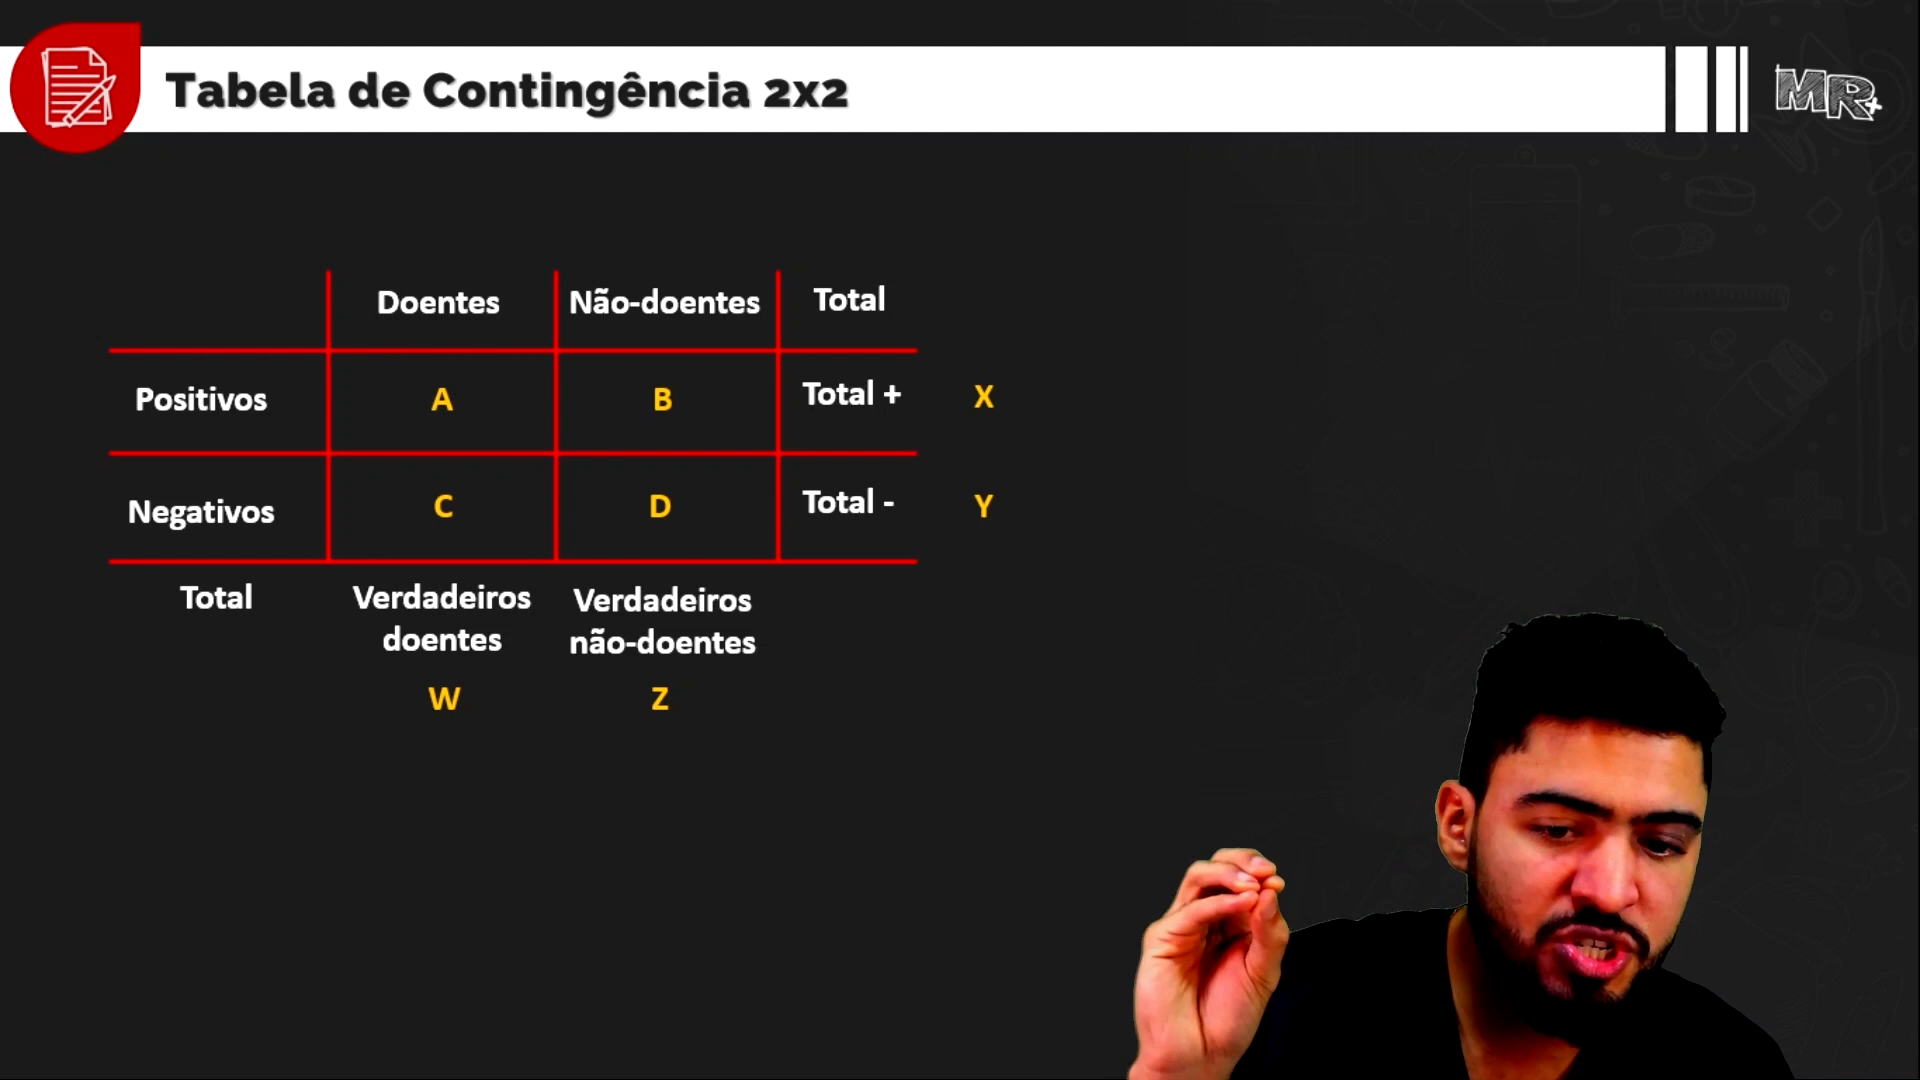 Tabela de Contingência 2x2
MR+
Doentes Não-doentes Total
Positivos A B Total + X
Negativos C D Total - Y
Total Verdadeiros doentes Verdadeiros não-doentes
W Z